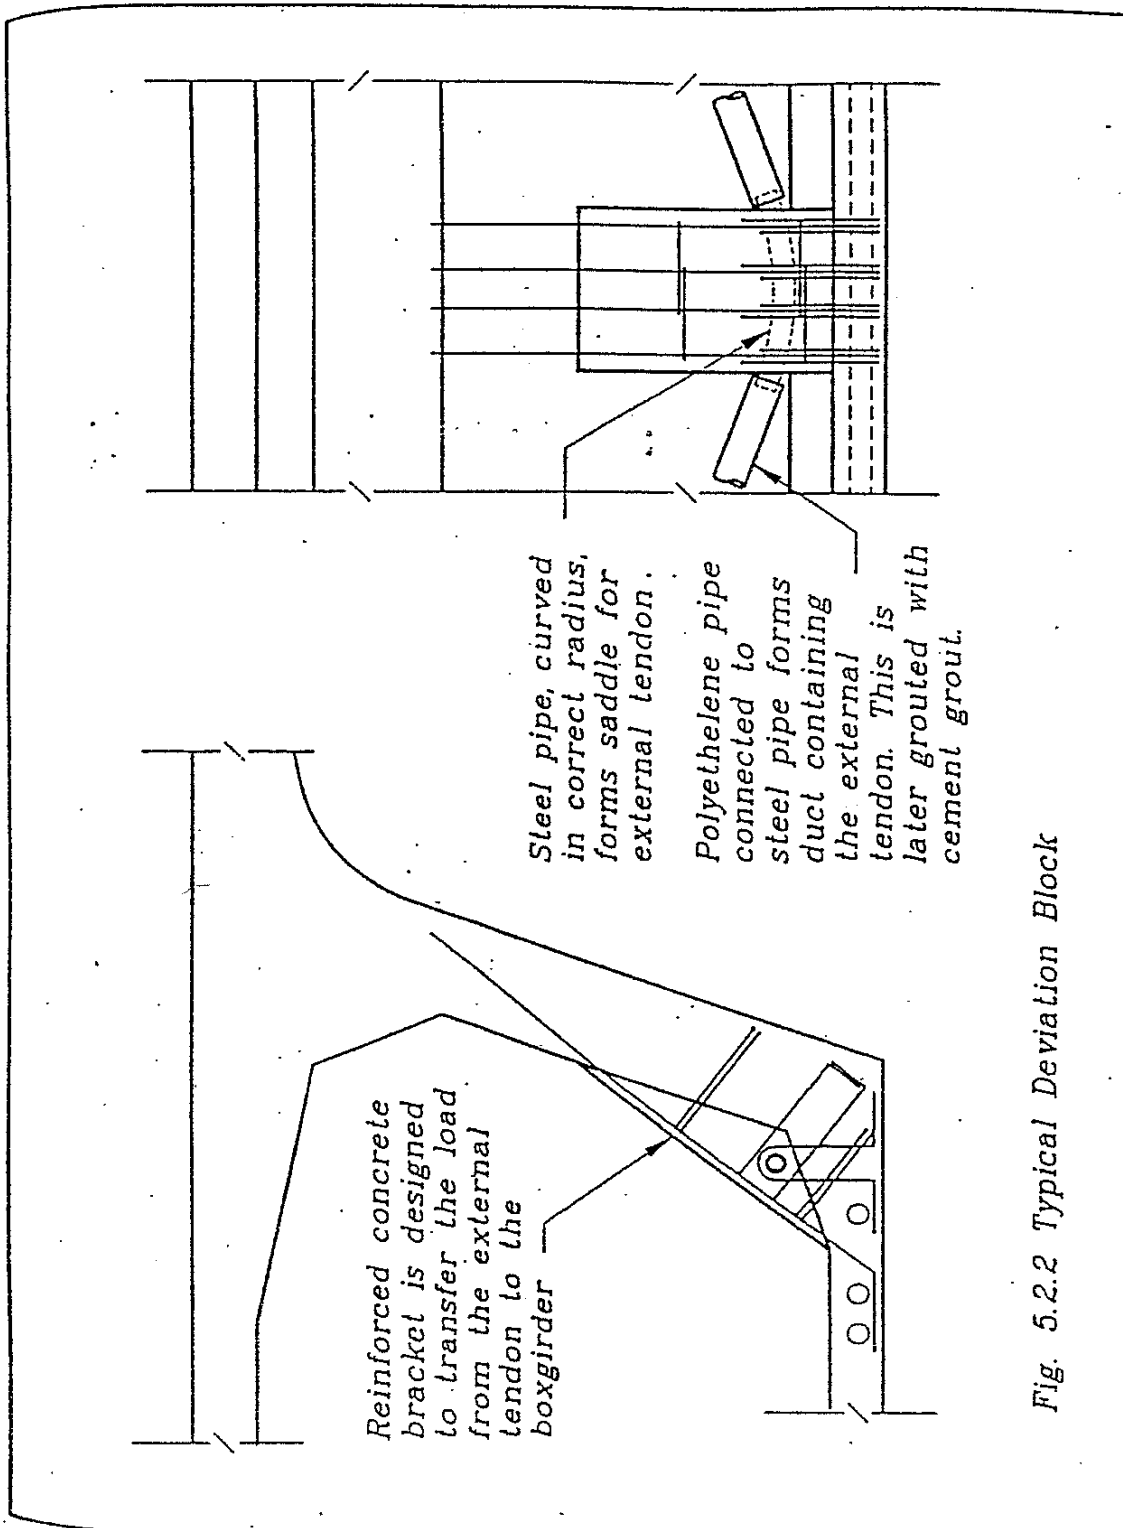 Reinforced concrete
bracket is designed
to transfer the load
from the external
tendon to the
boxgirder
Steel pipe, curved
in correct radius,
forms saddle for
external tendon.
Polyethelene pipe
connected to
steel pipe forms
duct containing
the external
tendon. This is
later grouted with
cement grout.
Fig. 5.2.2 Typical Deviation Block